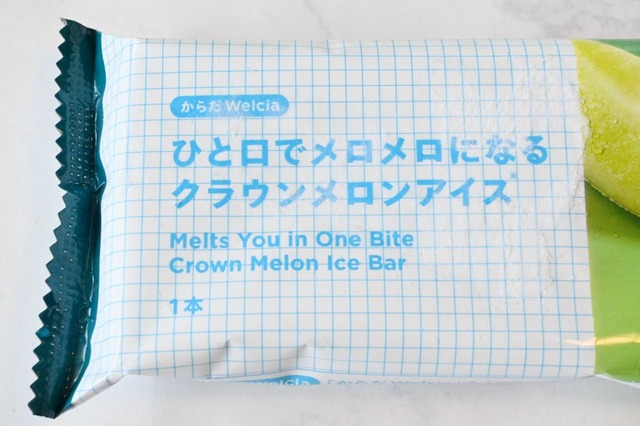 からだWelcia
ひと口でメロメロになる
クラウンメロンアイス※
Melts You in One Bite
Crown Melon Ice Bar
1本